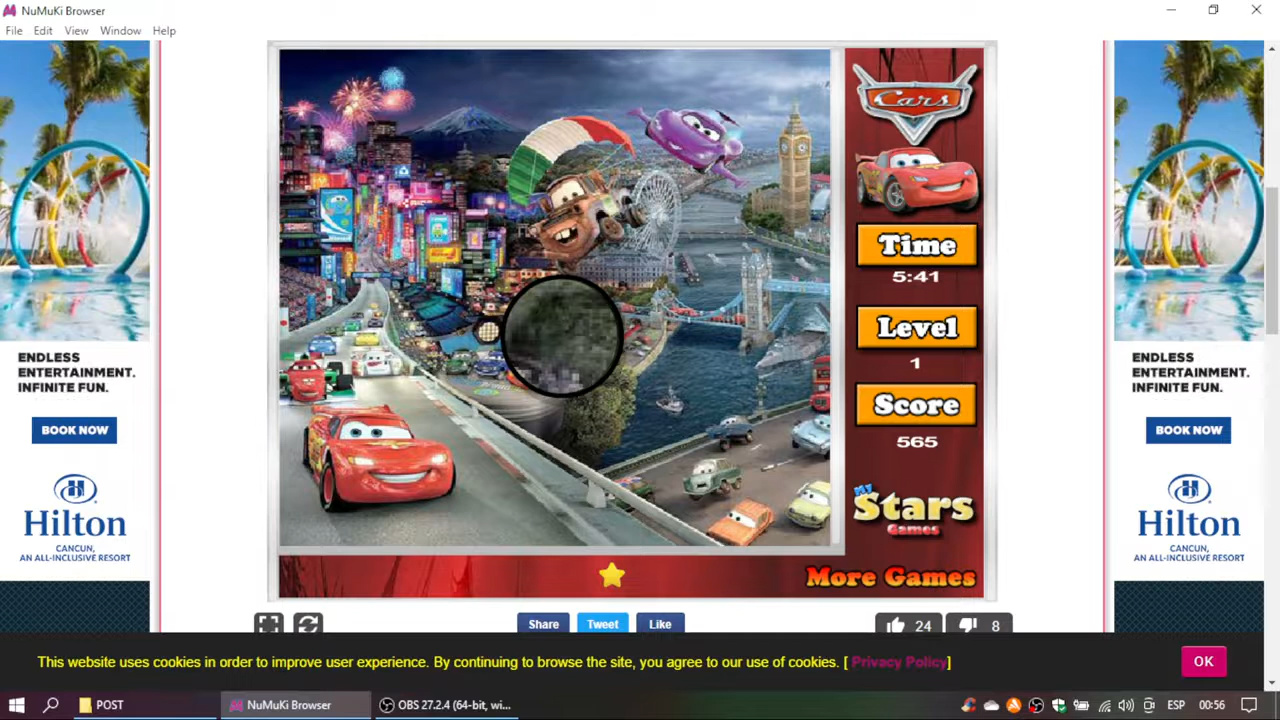 NuMuKi Browser
File Edit View Window Help
Cars
Time
5:41
Level
1
Score
565
MY
Stars
Games
More Games
ENDLESS
ENTERTAINMENT.
INFINITE FUN.
BOOK NOW
Hilton
CANCUN,
AN ALL-INCLUSIVE RESORT
ENDLESS
ENTERTAINMENT.
INFINITE FUN.
BOOK NOW
Hilton
CANCUN,
AN ALL-INCLUSIVE RESORT
Share Tweet Like 24 8
This website uses cookies in order to improve user experience. By continuing to browse the site, you agree to our use of cookies. [ Privacy Policy]
OK
POST NuMuKi Browser OBS 27.2.4 (64-bit, wi... ESP 00:56